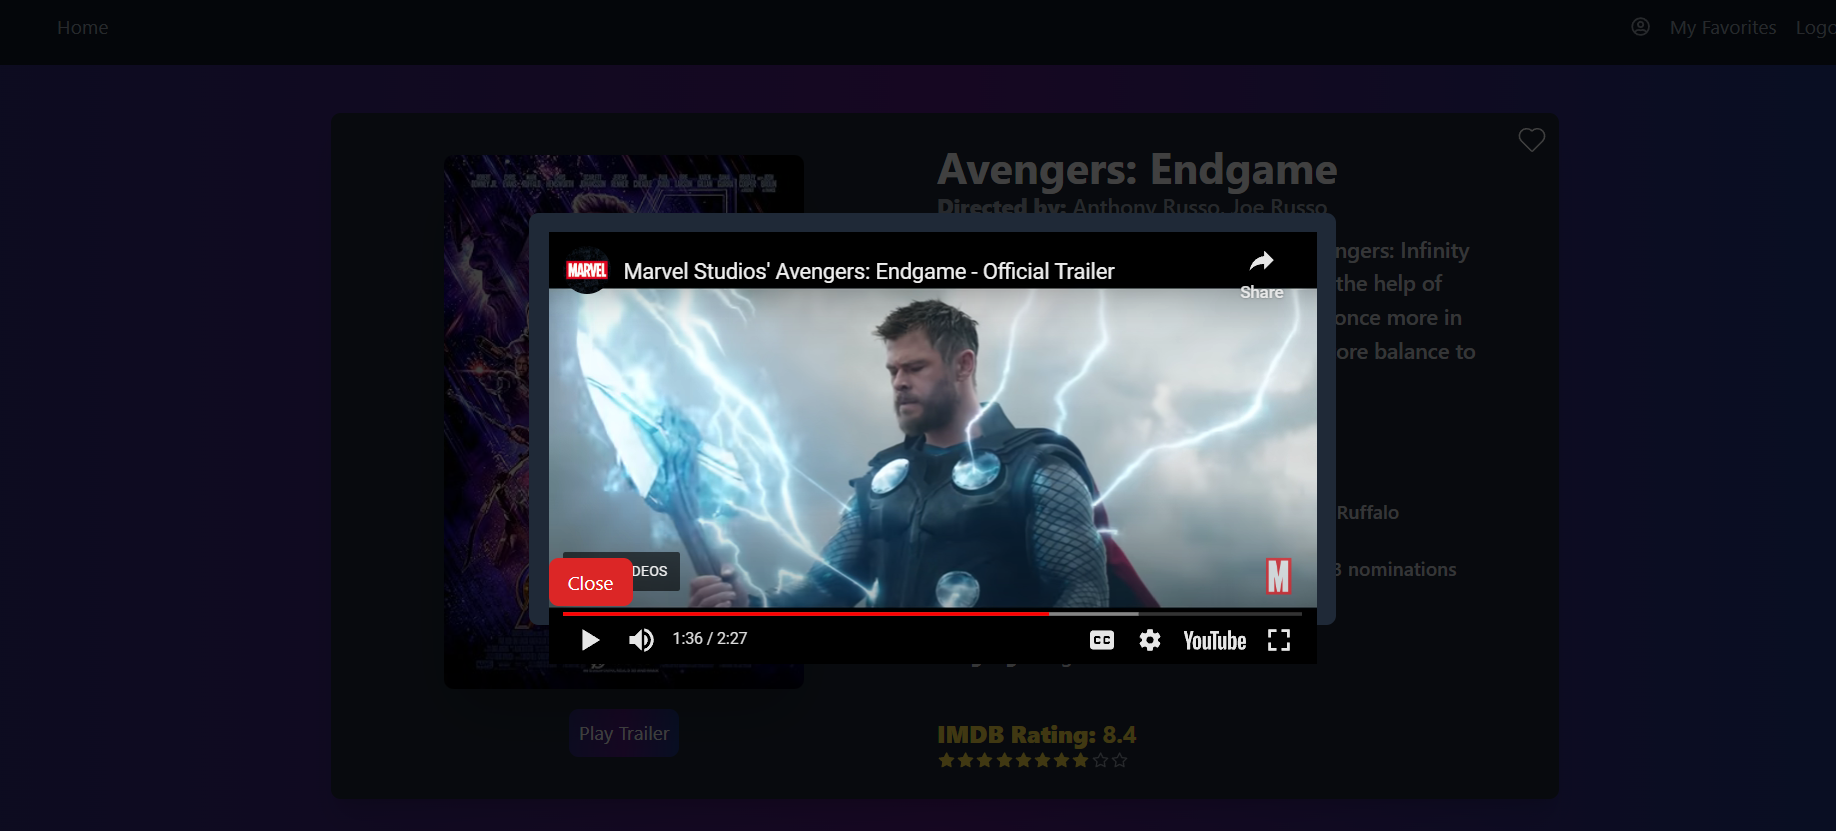 Home
My Favorites
Logo
Avengers: Endgame
Directed by: Anthony Russo, Joe Russo
MARVEL
Marvel Studios' Avengers: Endgame - Official Trailer
Share
ngers: Infinity
the help of
once more in
ore balance to
Ruffalo
3 nominations
Close
DEOS
M
1:36 / 2:27
CC
YouTube
Play Trailer
IMDB Rating: 8.4